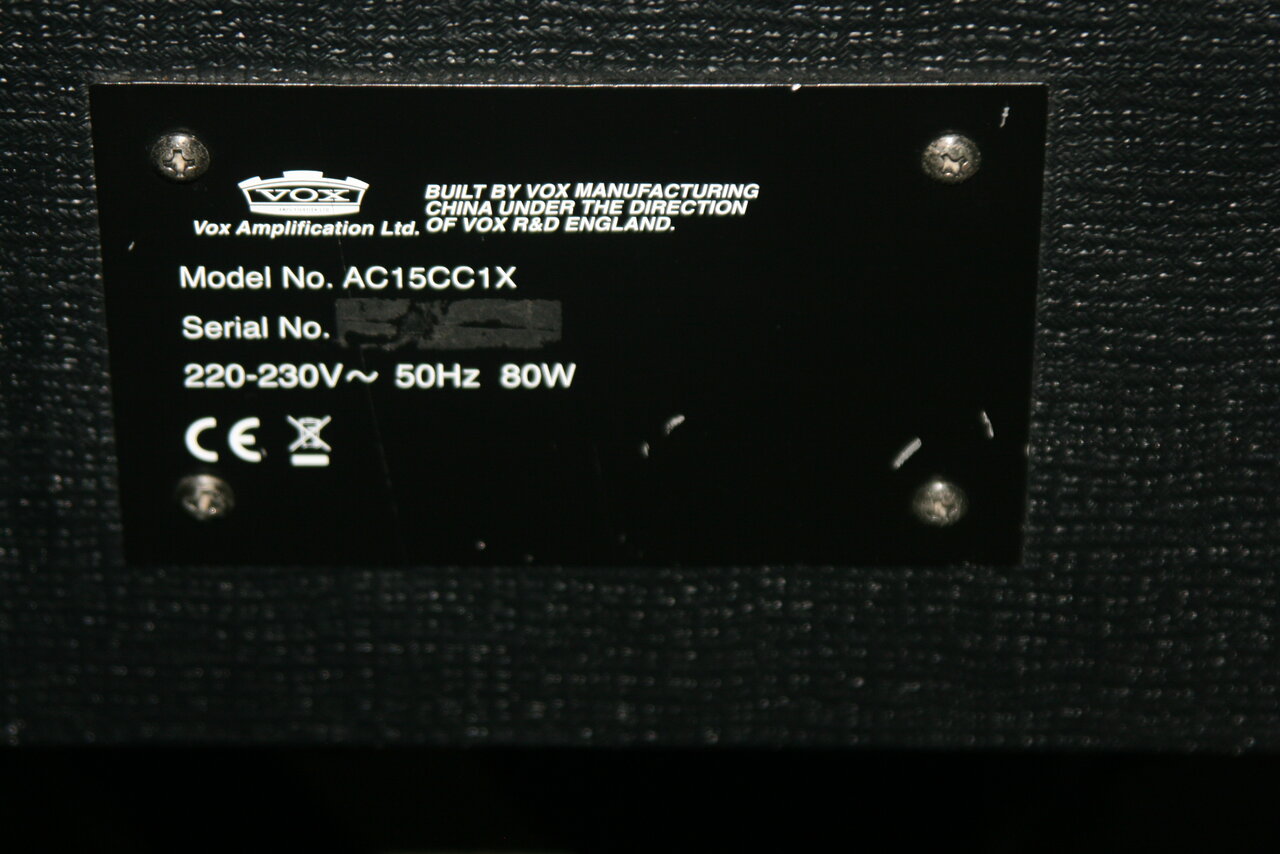 VOX
Vox Amplification Ltd.
BUILT BY VOX MANUFACTURING
CHINA UNDER THE DIRECTION
OF VOX R&D ENGLAND.
Model No. AC15CC1X
Serial No.
220-230V～ 50Hz 80W
CE